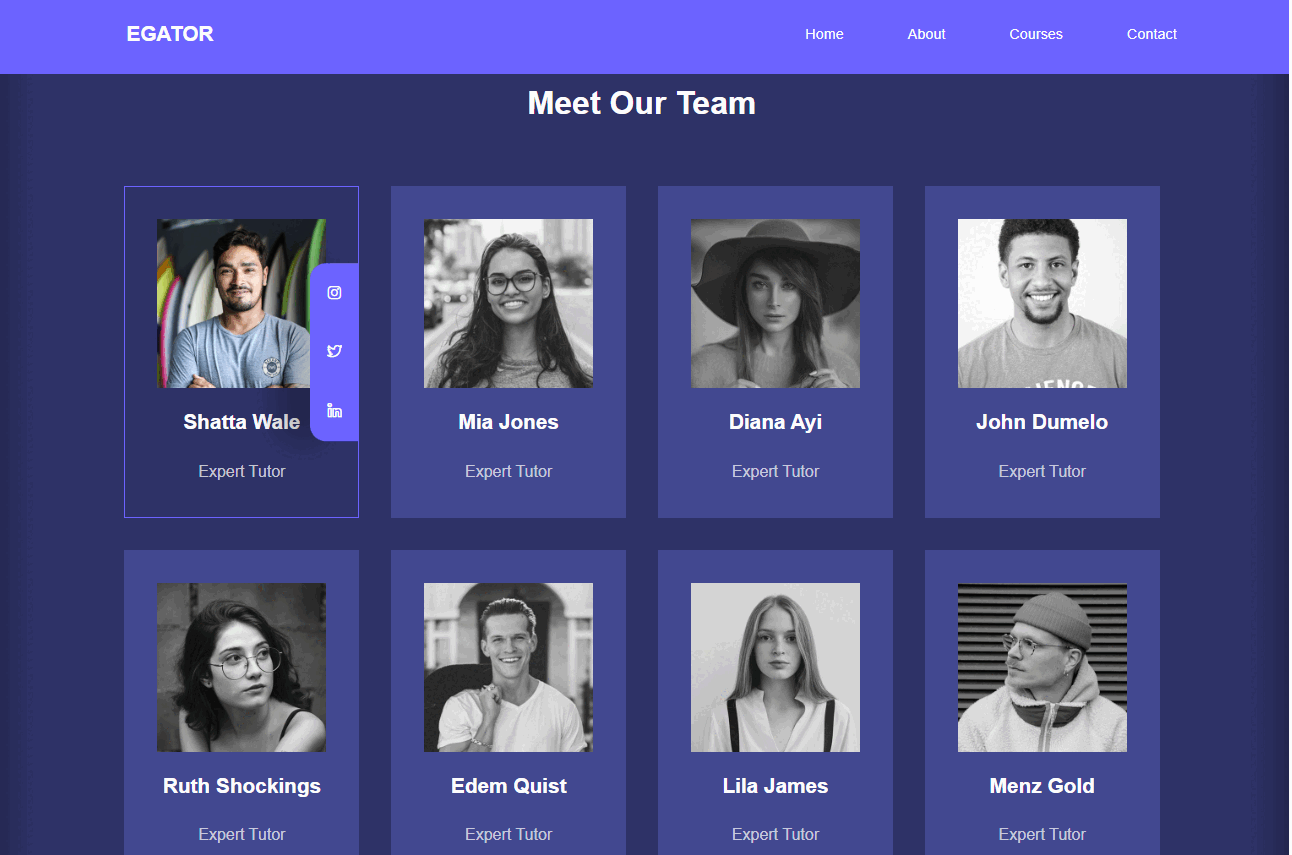 EGATOR
Home About Courses Contact
Meet Our Team
Shatta Wale
Expert Tutor
Mia Jones
Expert Tutor
Diana Ayi
Expert Tutor
John Dumelo
Expert Tutor
Ruth Shockings
Expert Tutor
Edem Quist
Expert Tutor
Lila James
Expert Tutor
Menz Gold
Expert Tutor